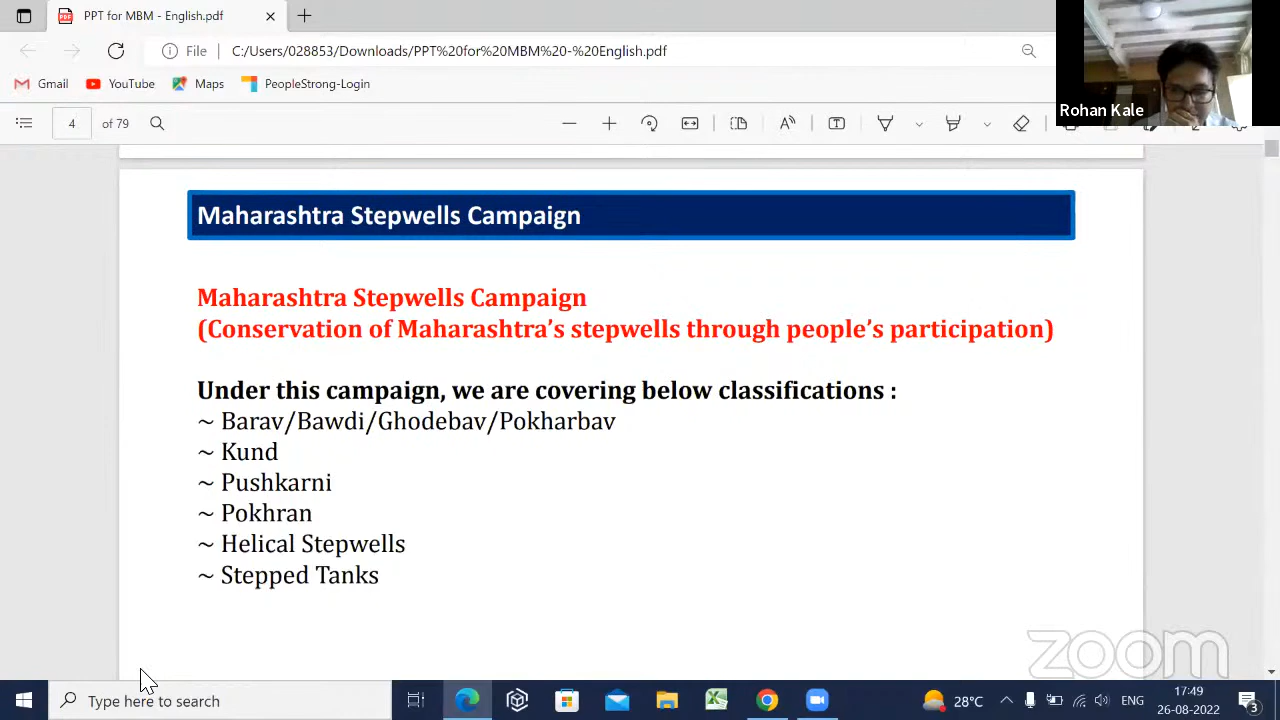 PPT for MBM - English.pdf
File
C:/Users/028853/Downloads/PPT%20for%20MBM%20-%20English.pdf
Gmail
YouTube
Maps
PeopleStrong-Login
Rohan Kale
4 of 79
Maharashtra Stepwells Campaign
Maharashtra Stepwells Campaign
(Conservation of Maharashtra’s stepwells through people’s participation)
Under this campaign, we are covering below classifications :
~ Barav/Bawdi/Ghodebav/Pokharbav
~ Kund
~ Pushkarni
~ Pokhran
~ Helical Stepwells
~ Stepped Tanks
zoom
Type here to search
28°C
ENG
17:49
26-08-2022
3